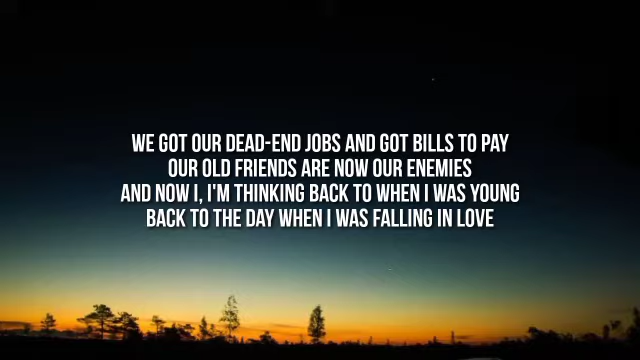 WE GOT OUR DEAD-END JOBS AND GOT BILLS TO PAY
OUR OLD FRIENDS ARE NOW OUR ENEMIES
AND NOW I, I'M THINKING BACK TO WHEN I WAS YOUNG
BACK TO THE DAY WHEN I WAS FALLING IN LOVE